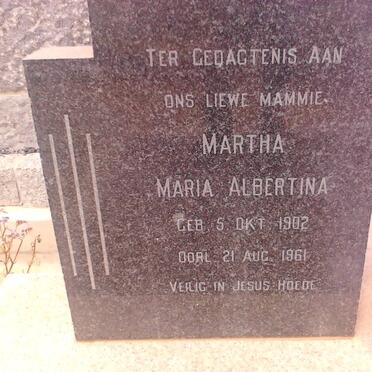 TER GEDAGTENIS AAN
ONS LIEWE MAMMIE.
MARTHA
MARIA ALBERTINA
GEB. 5. OKT. 1902
OORL. 21 AUG. 1961
VEILIG IN JESUS HOEDE